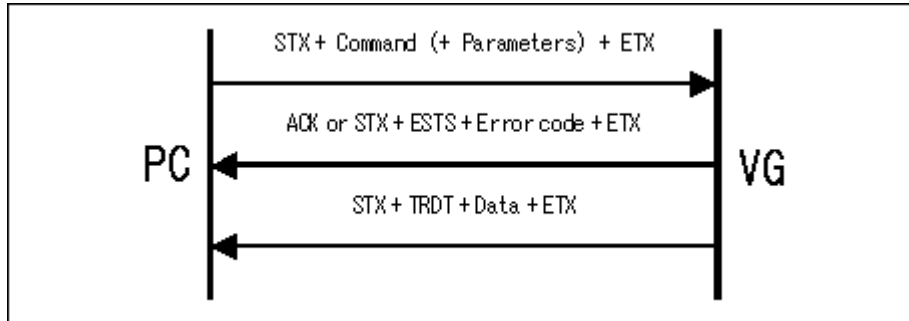 STX + Command (+ Parameters) + ETX
ACK or STX + ESTS + Error code + ETX
PC
VG
STX + TRDT + Data + ETX